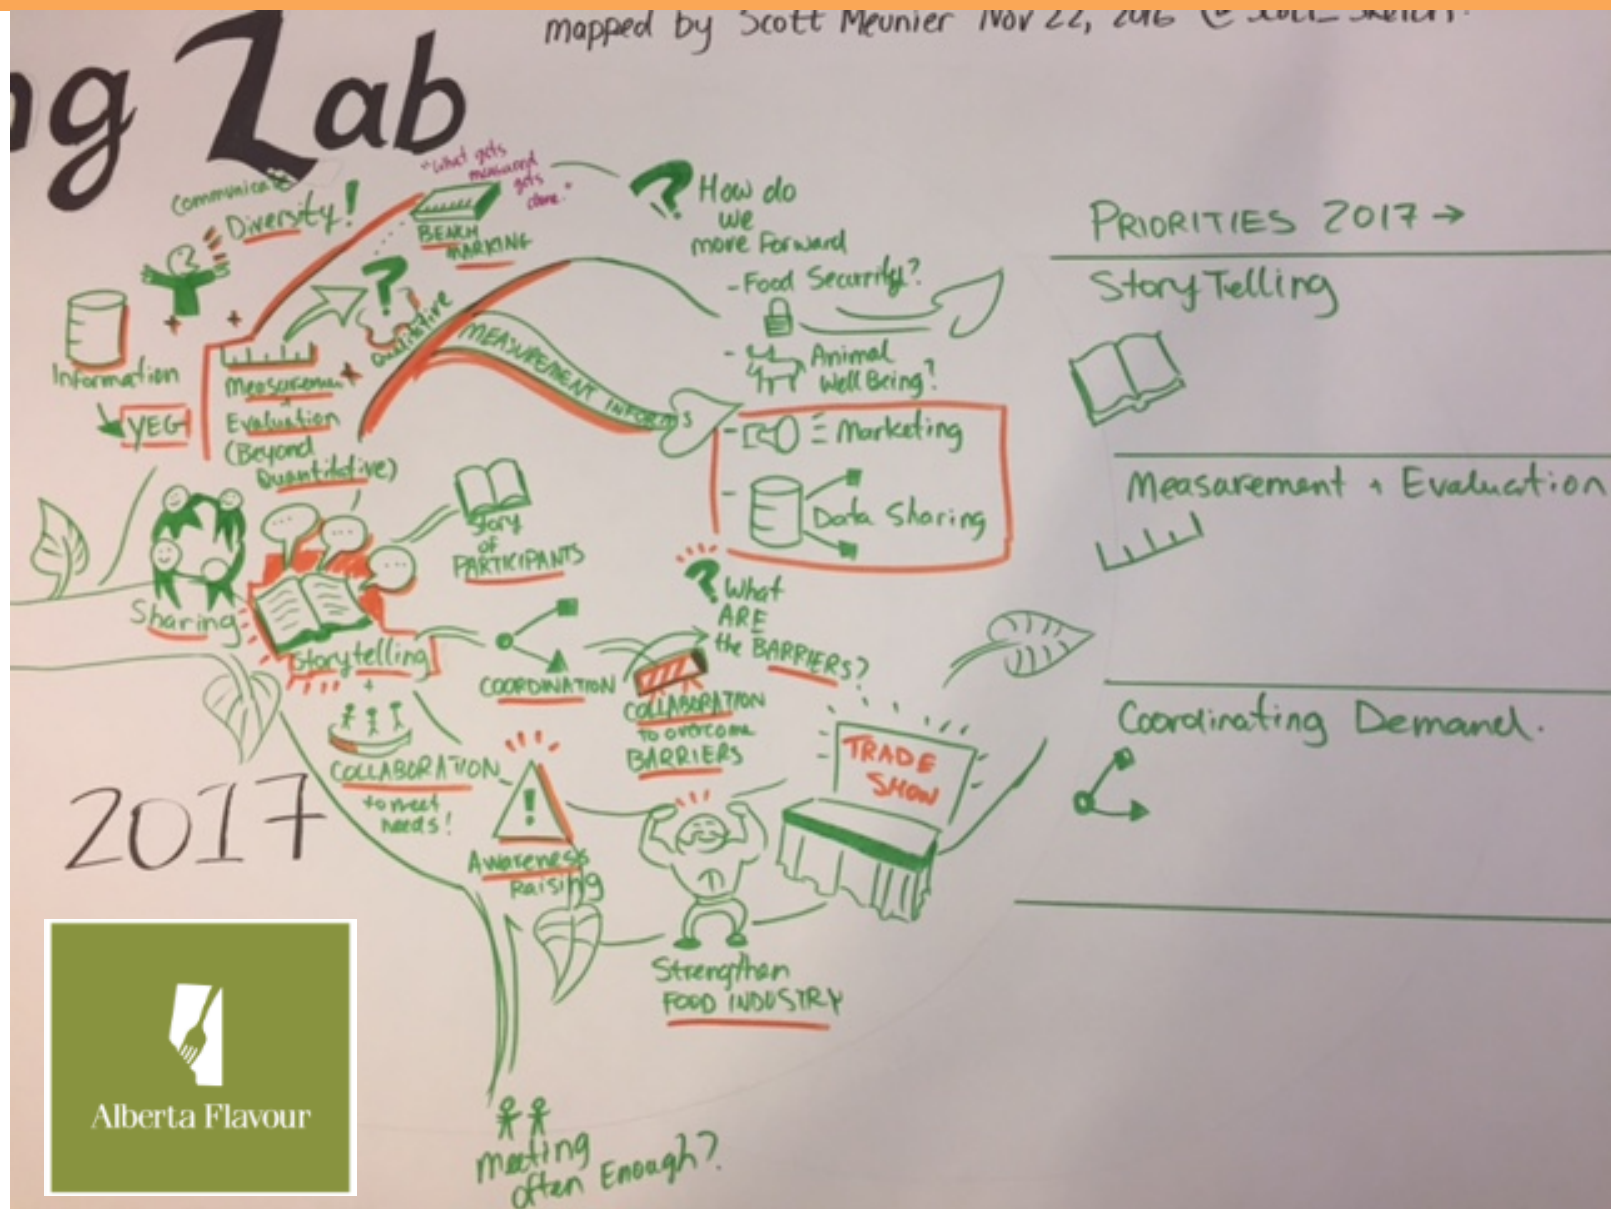 mapped by Scott Meunier Nov 22, 2016 @
ng Lab
"what gets
measured
gets
done."
Communicate
Diversity!
BENCH
MARKING
? How do
we
move Forward
- Food Security?
- Animal
Well Being?
- Marketing
- Data Sharing
Information
YEG
Measurement
+
Evaluation
(Beyond
Quantitative)
Qualitative
MEASUREMENT INFORMS
Sharing
Storytelling
+
Story
of
PARTICIPANTS
COORDINATION
? What
ARE
the BARRIERS?
COLLABORATION
to overcome
BARRIERS
COLLABORATION
to meet
needs!
!
Awareness
Raising
TRADE
SHOW
Strengthen
FOOD INDUSTRY
2017
Meeting
often Enough?
PRIORITIES 2017 →
StoryTelling
Measurement + Evaluation
Coordinating Demand.
Alberta Flavour